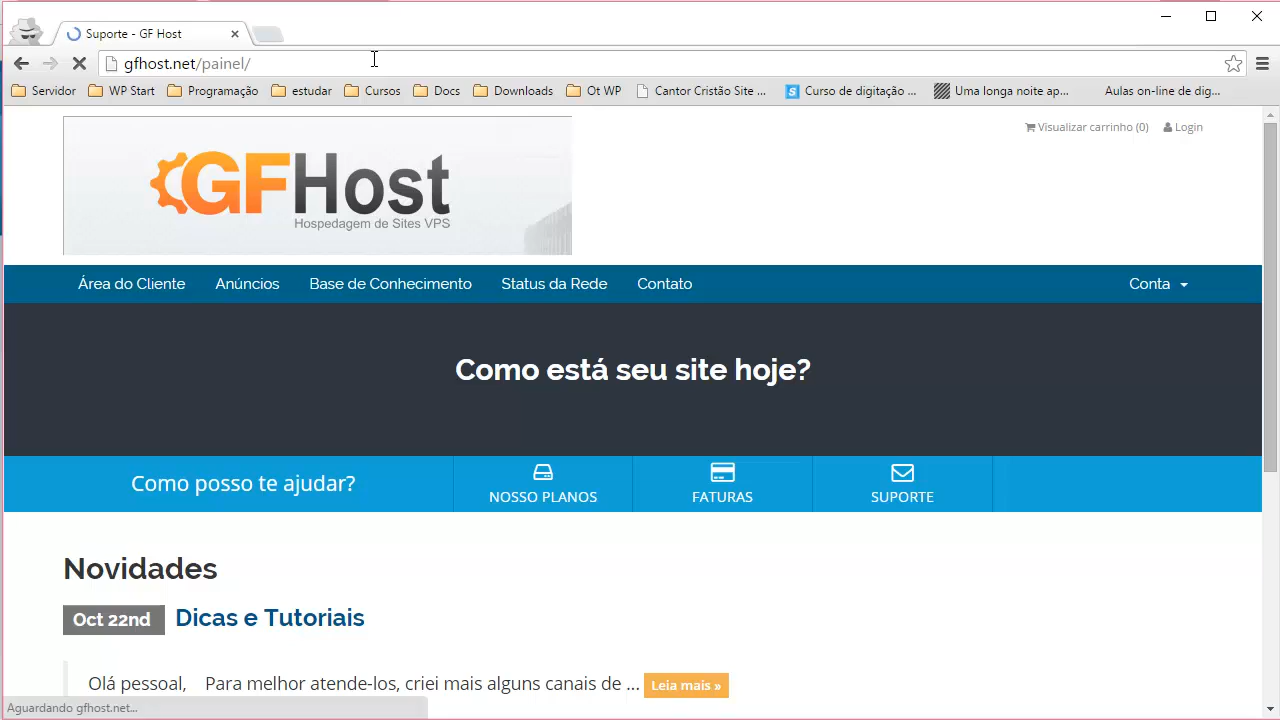 Suporte - GF Host
gfhost.net/painel/
Servidor WP Start Programação estudar Cursos Docs Downloads Ot WP Cantor Cristão Site ... Curso de digitação ... Uma longa noite ap... Aulas on-line de dig...
Visualizar carrinho (0) Login
GFHost
Hospedagem de Sites VPS
Área do Cliente Anúncios Base de Conhecimento Status da Rede Contato Conta
Como está seu site hoje?
Como posso te ajudar? NOSSO PLANOS FATURAS SUPORTE
Novidades
Oct 22nd Dicas e Tutoriais
Olá pessoal, Para melhor atende-los, criei mais alguns canais de ... Leia mais »
Aguardando gfhost.net...